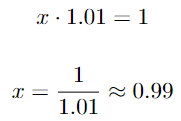 x · 1.01 = 1
x = 1/1.01 ≈ 0.99